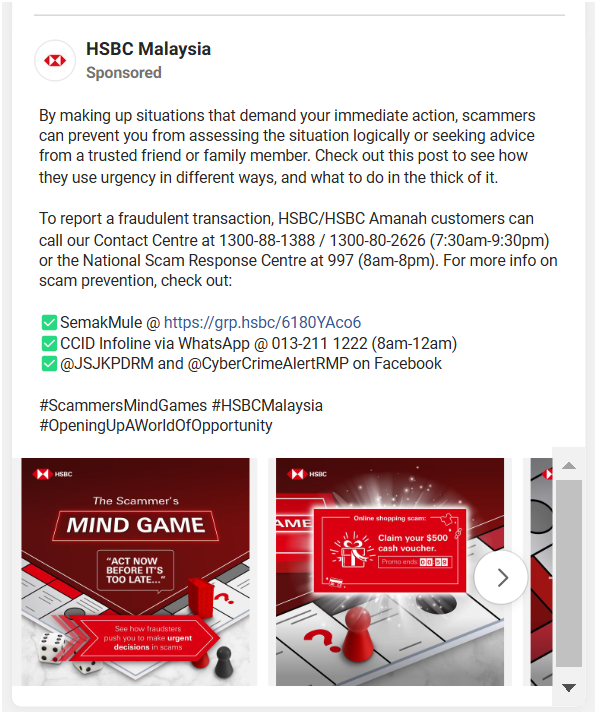 HSBC Malaysia
Sponsored
By making up situations that demand your immediate action, scammers
can prevent you from assessing the situation logically or seeking advice
from a trusted friend or family member. Check out this post to see how
they use urgency in different ways, and what to do in the thick of it.
To report a fraudulent transaction, HSBC/HSBC Amanah customers can
call our Contact Centre at 1300-88-1388 / 1300-80-2626 (7:30am-9:30pm)
or the National Scam Response Centre at 997 (8am-8pm). For more info on
scam prevention, check out:
✅SemakMule @ https://grp.hsbc/6180YAco6
✅CCID Infoline via WhatsApp @ 013-211 1222 (8am-12am)
✅@JSJKPDRM and @CyberCrimeAlertRMP on Facebook
#ScammersMindGames #HSBCMalaysia
#OpeningUpAWorldOfOpportunity
HSBC
The Scammer's
MIND GAME
"ACT NOW
BEFORE IT'S
TOO LATE..."
?
See how fraudsters
push you to make urgent
decisions in scams
HSBC
AME
Online shopping scam:
Claim your $500
cash voucher.
Promo ends 00 59
?